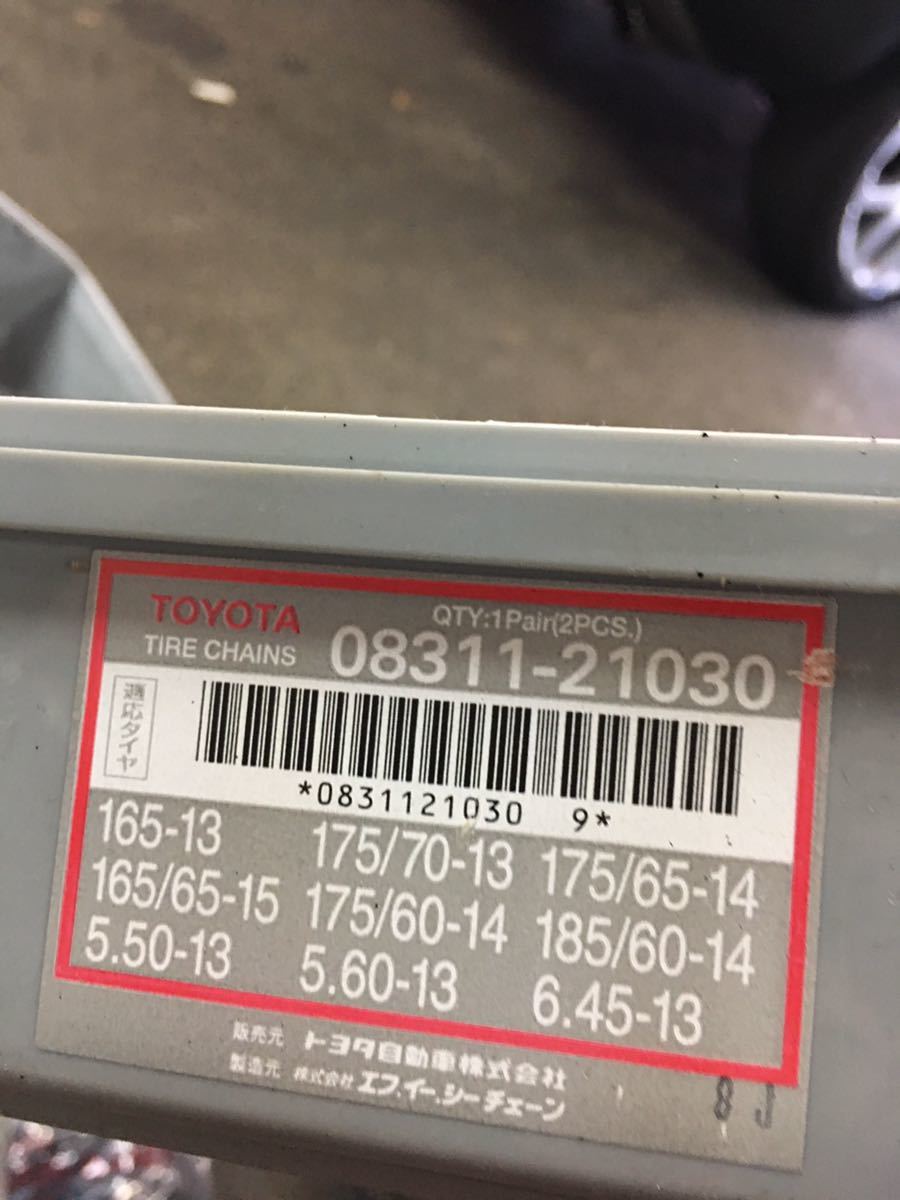 TOYOTA
QTY:1Pair(2PCS.)
TIRE CHAINS
08311-21030
適応タイヤ
*0831121030 9*
165-13 175/70-13 175/65-14
165/65-15 175/60-14 185/60-14
5.50-13 5.60-13 6.45-13
販売元 トヨタ自動車株式会社
製造元 株式会社 エフ.イー.シーチェーン
8 J